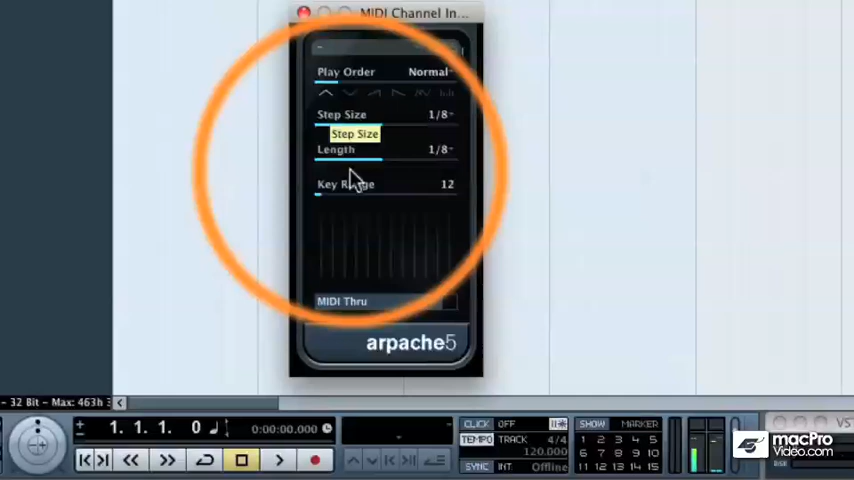 MIDI Channel In...
Play Order Normal
Step Size 1/8
Step Size
Length 1/8
Key Range 12
MIDI Thru
arpache5
- 32 Bit - Max: 463h
1. 1. 1. 0
0:00:00.000
CLICK OFF
TEMPO TRACK 4/4
120.000
SYNC INT. Offline
SHOW MARKER
1 2 3 4 5
6 7 8 9 10
11 12 13 14 15
VS
macPro
Video.com